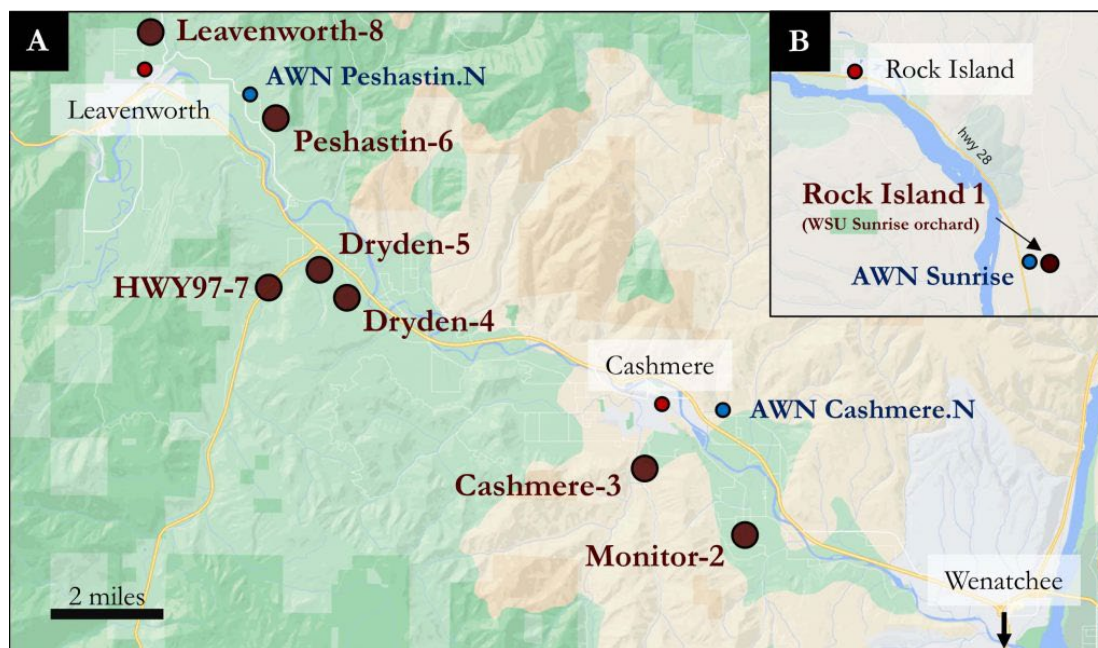 A
Leavenworth-8
AWN Peshastin.N
Leavenworth
Peshastin-6
Dryden-5
HWY97-7
Dryden-4
Cashmere
AWN Cashmere.N
Cashmere-3
Monitor-2
Wenatchee
2 miles
B
Rock Island
hwy 28
Rock Island 1
(WSU Sunrise orchard)
AWN Sunrise